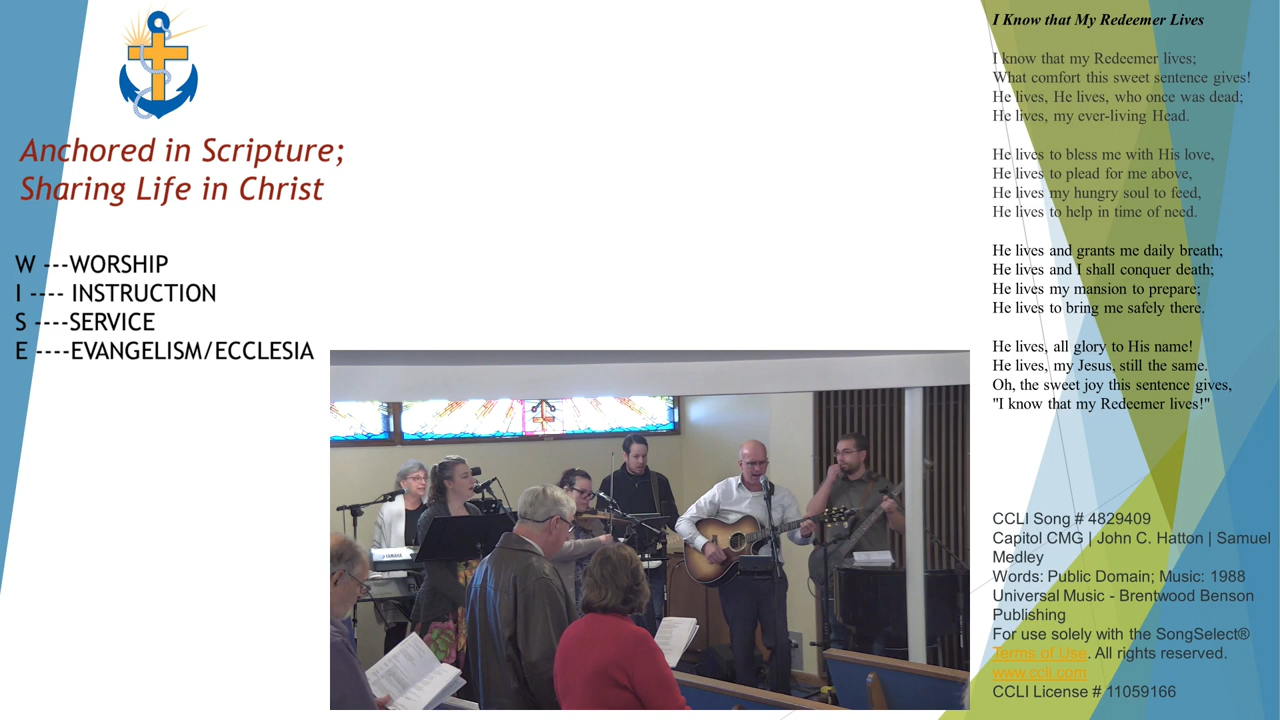 Anchored in Scripture;
Sharing Life in Christ
W ---WORSHIP
I ---- INSTRUCTION
S ----SERVICE
E ----EVANGELISM/ECCLESIA
YAMAHA
I Know that My Redeemer Lives
I know that my Redeemer lives;
What comfort this sweet sentence gives!
He lives, He lives, who once was dead;
He lives, my ever-living Head.
He lives to bless me with His love,
He lives to plead for me above,
He lives my hungry soul to feed,
He lives to help in time of need.
He lives and grants me daily breath;
He lives and I shall conquer death;
He lives my mansion to prepare;
He lives to bring me safely there.
He lives, all glory to His name!
He lives, my Jesus, still the same.
Oh, the sweet joy this sentence gives,
"I know that my Redeemer lives!"
CCLI Song # 4829409
Capitol CMG | John C. Hatton | Samuel
Medley
Words: Public Domain; Music: 1988
Universal Music - Brentwood Benson
Publishing
For use solely with the SongSelect®
Terms of Use. All rights reserved.
www.ccli.com
CCLI License # 11059166